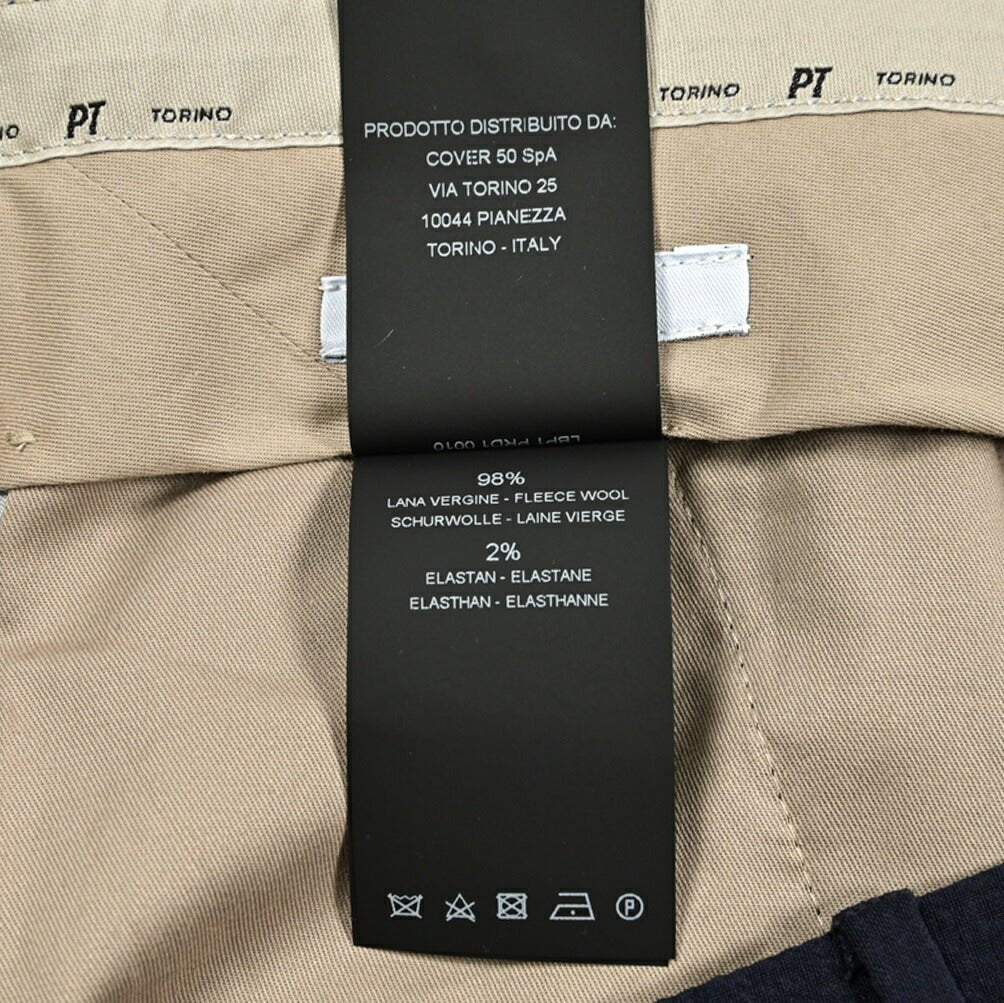 PT TORINO
TORINO PT TORINO
PRODOTTO DISTRIBUITO DA:
COVER 50 SpA
VIA TORINO 25
10044 PIANEZZA
TORINO - ITALY
98%
LANA VERGINE - FLEECE WOOL
SCHURWOLLE - LAINE VIERGE
2%
ELASTAN - ELASTANE
ELASTHAN - ELASTHANNE
P